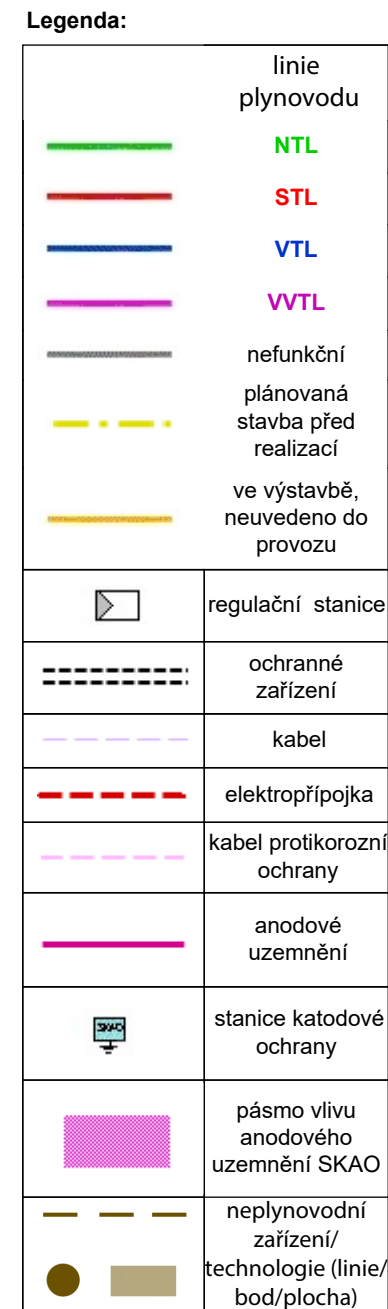 Legenda:
linie
plynovodu
NTL
STL
VTL
VVTL
nefunkční
plánovaná
stavba před
realizací
ve výstavbě,
neuvedeno do
provozu
regulační stanice
ochranné
zařízení
kabel
elektropřípojka
kabel protikorozní
ochrany
anodové
uzemnění
SKAO
stanice katodové
ochrany
pásmo vlivu
anodového
uzemnění SKAO
neplynovodní
zařízení/
technologie (linie/
bod/plocha)